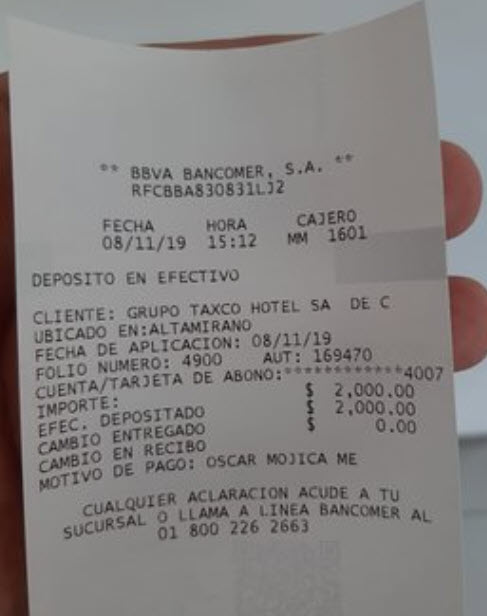 ** BBVA BANCOMER, S.A. **
RFCBBA830831LJ2
FECHA HORA CAJERO
08/11/19 15:12 MM 1601
DEPOSITO EN EFECTIVO
CLIENTE: GRUPO TAXCO HOTEL SA DE C
UBICADO EN:ALTAMIRANO
FECHA DE APLICACION: 08/11/19
FOLIO NUMERO: 4900 AUT: 169470
CUENTA/TARJETA DE ABONO:************4007
IMPORTE: $ 2,000.00
EFEC. DEPOSITADO $ 2,000.00
CAMBIO ENTREGADO $ 0.00
CAMBIO EN RECIBO
MOTIVO DE PAGO: OSCAR MOJICA ME
CUALQUIER ACLARACION ACUDE A TU
SUCURSAL O LLAMA A LINEA BANCOMER AL
01 800 226 2663